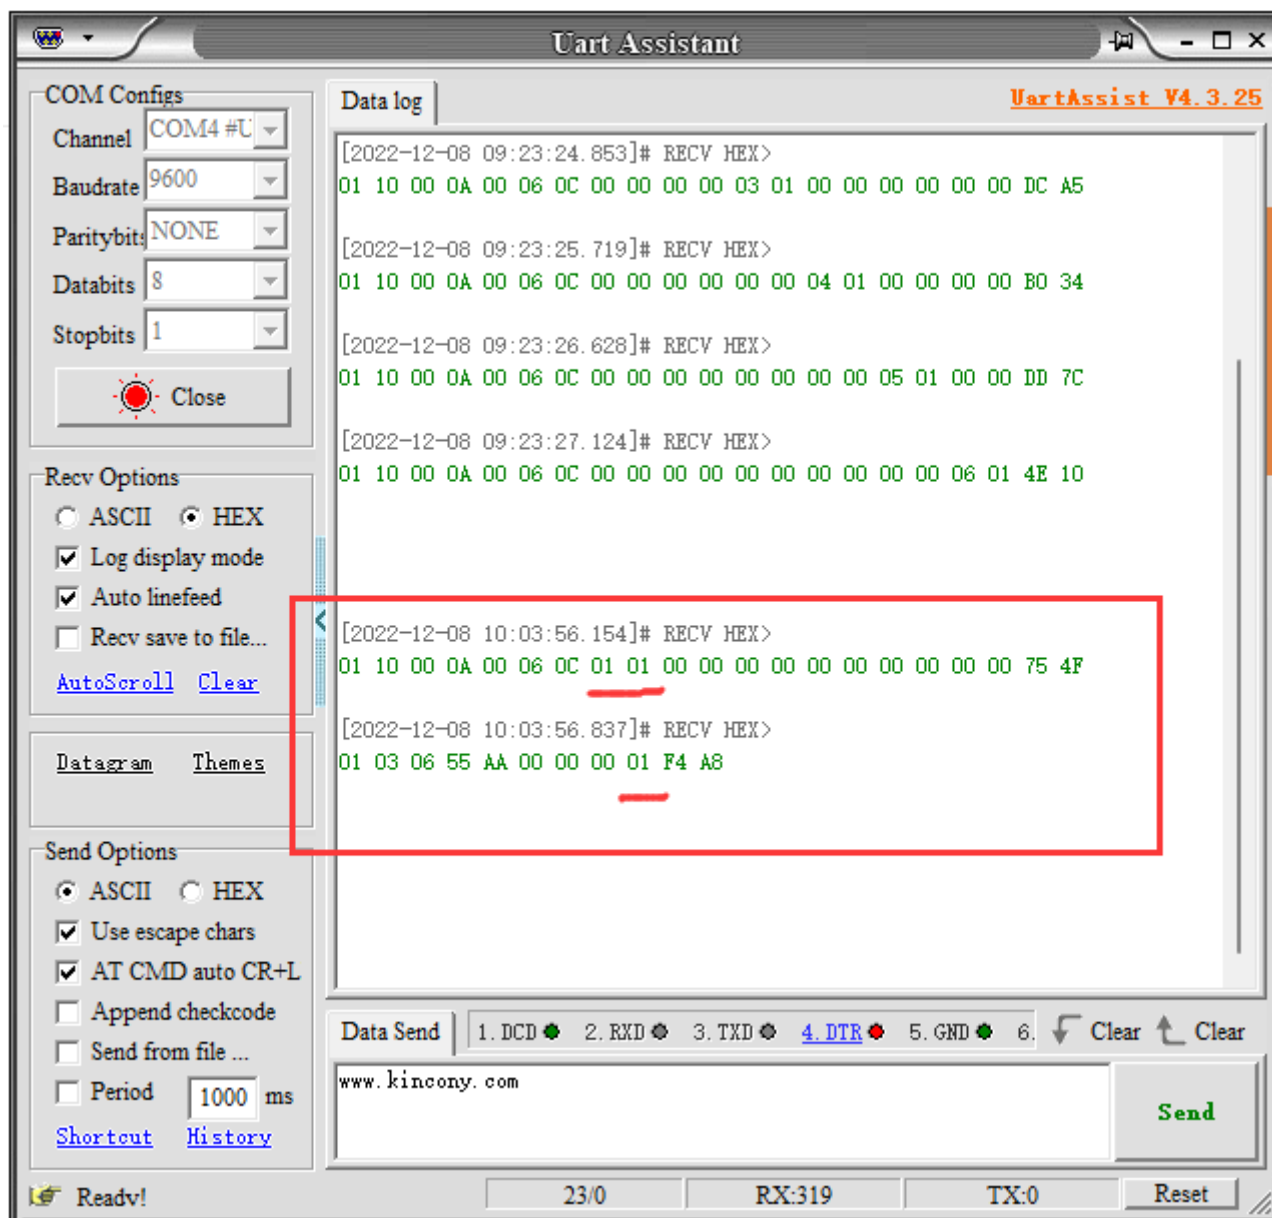 Uart Assistant
COM Configs
Channel COM4 #U
Baudrate 9600
Paritybit: NONE
Databits 8
Stopbits 1
Close
Recv Options
ASCII HEX
Log display mode
Auto linefeed
Recv save to file...
AutoScroll Clear
Datagram Themes
Send Options
ASCII HEX
Use escape chars
AT CMD auto CR+L
Append checkcode
Send from file ...
Period 1000 ms
Shortcut History
Data log
UartAssist V4.3.25
[2022-12-08 09:23:24.853]# RECV HEX>
01 10 00 0A 00 06 0C 00 00 00 00 03 01 00 00 00 00 00 00 DC A5
[2022-12-08 09:23:25.719]# RECV HEX>
01 10 00 0A 00 06 0C 00 00 00 00 00 00 04 01 00 00 00 00 B0 34
[2022-12-08 09:23:26.628]# RECV HEX>
01 10 00 0A 00 06 0C 00 00 00 00 00 00 00 00 05 01 00 00 DD 7C
[2022-12-08 09:23:27.124]# RECV HEX>
01 10 00 0A 00 06 0C 00 00 00 00 00 00 00 00 00 00 06 01 4E 10
[2022-12-08 10:03:56.154]# RECV HEX>
01 10 00 0A 00 06 0C 01 01 00 00 00 00 00 00 00 00 00 00 75 4F
[2022-12-08 10:03:56.837]# RECV HEX>
01 03 06 55 AA 00 00 00 01 F4 A8
Data Send 1. DCD 2. RXD 3. TXD 4. DTR 5. GND 6. Clear Clear
www.kincony.com
Send
Ready! 23/0 RX:319 TX:0 Reset